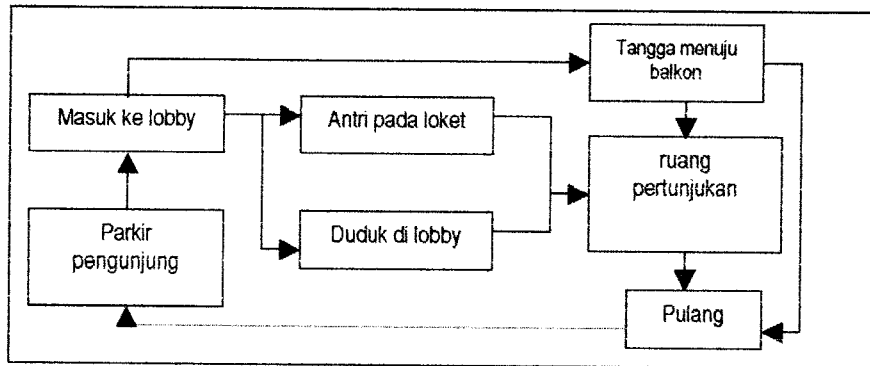 Tangga menuju
balkon
Masuk ke lobby
Antri pada loket
ruang
pertunjukan
Parkir
pengunjung
Duduk di lobby
Pulang